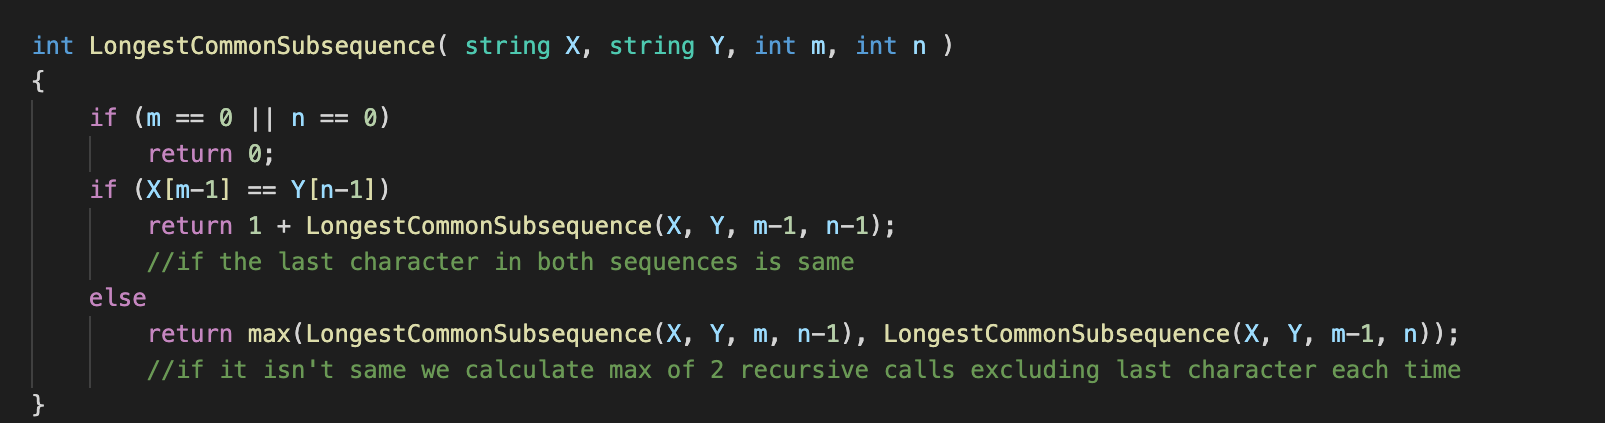 int LongestCommonSubsequence( string X, string Y, int m, int n )
{
    if (m == 0 || n == 0)
        return 0;
    if (X[m-1] == Y[n-1])
        return 1 + LongestCommonSubsequence(X, Y, m-1, n-1);
        //if the last character in both sequences is same
    else
        return max(LongestCommonSubsequence(X, Y, m, n-1), LongestCommonSubsequence(X, Y, m-1, n));
        //if it isn't same we calculate max of 2 recursive calls excluding last character each time
}